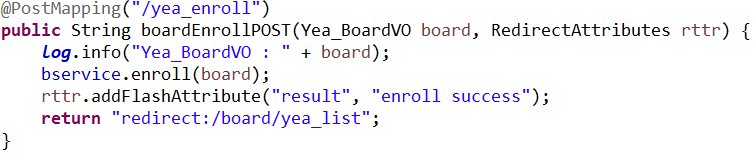 @PostMapping("/yea_enroll")
public String boardEnrollPOST(Yea_BoardVO board, RedirectAttributes rttr) {
    log.info("Yea_BoardVO : " + board);
    bservice.enroll(board);
    rttr.addFlashAttribute("result", "enroll success");
    return "redirect:/board/yea_list";
}